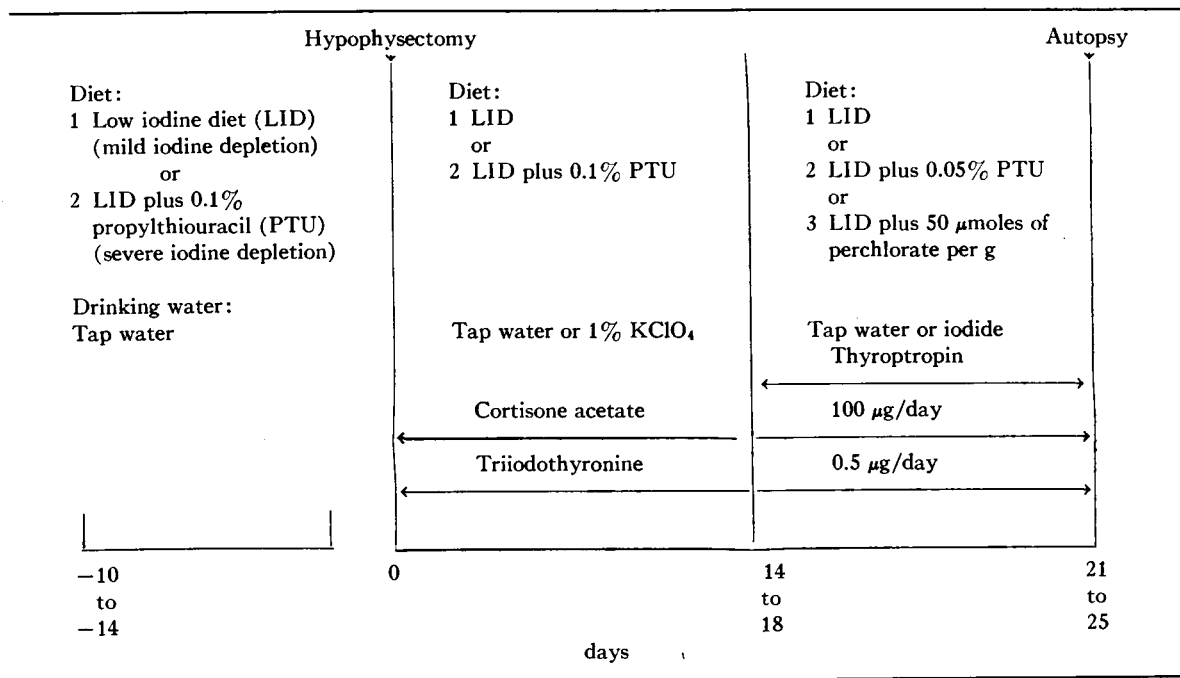 Hypophysectomy
Autopsy
Diet:
1 Low iodine diet (LID)
(mild iodine depletion)
or
2 LID plus 0.1%
propylthiouracil (PTU)
(severe iodine depletion)
Drinking water:
Tap water
Diet:
1 LID
or
2 LID plus 0.1% PTU
Tap water or 1% KClO₄
Diet:
1 LID
or
2 LID plus 0.05% PTU
or
3 LID plus 50 μmoles of
perchlorate per g
Tap water or iodide
Thyroptropin
Cortisone acetate 100 μg/day
Triiodothyronine 0.5 μg/day
−10
to
−14
0
14
to
18
21
to
25
days